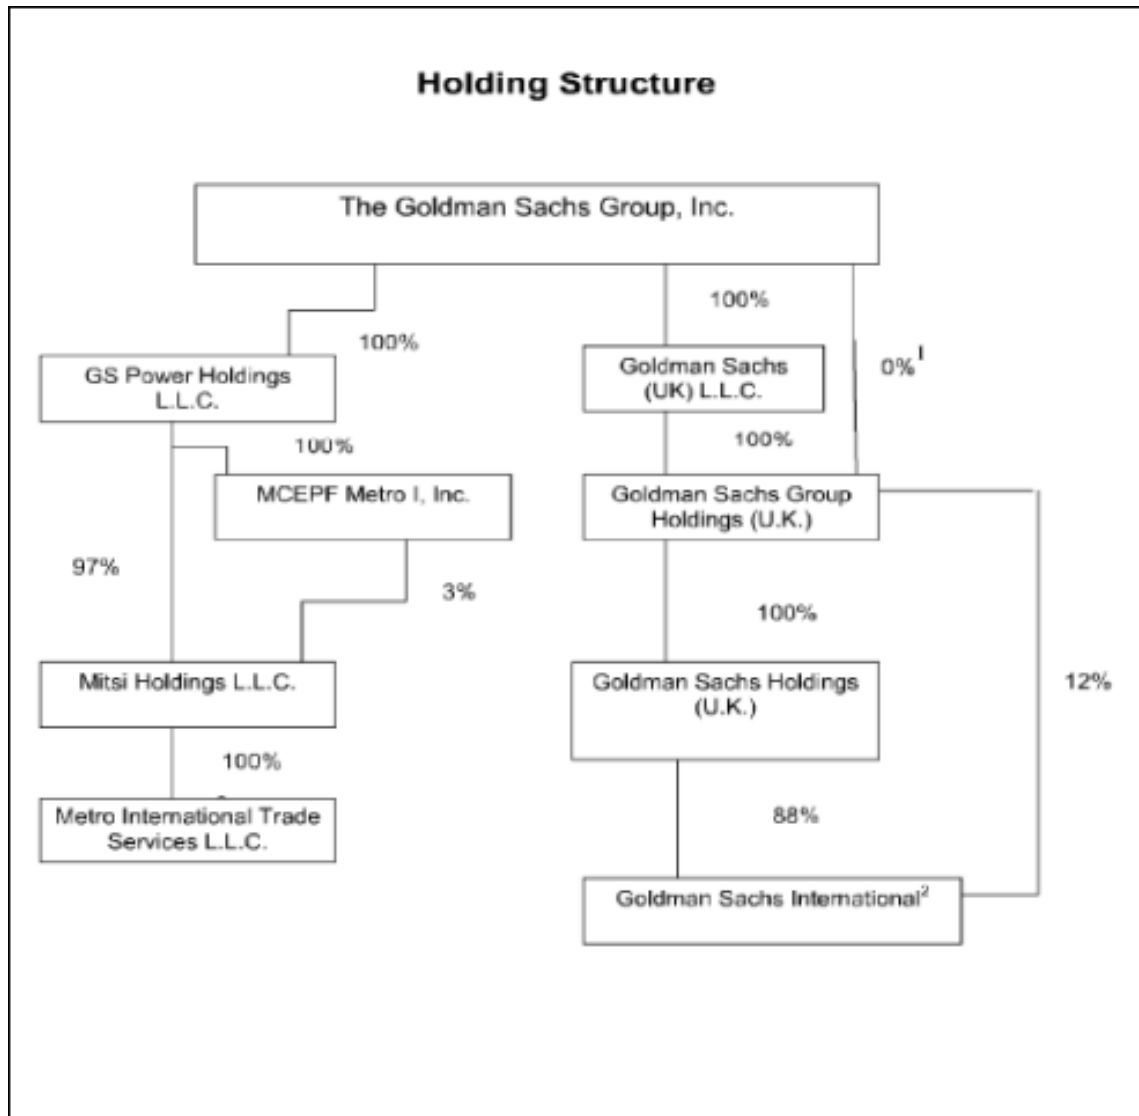 Holding Structure
The Goldman Sachs Group, Inc.
100%
100%
0%1
GS Power Holdings
L.L.C.
Goldman Sachs
(UK) L.L.C.
100%
100%
MCEPF Metro I, Inc.
Goldman Sachs Group
Holdings (U.K.)
97%
3%
100%
Mitsi Holdings L.L.C.
Goldman Sachs Holdings
(U.K.)
12%
100%
Metro International Trade
Services L.L.C.
88%
Goldman Sachs International2